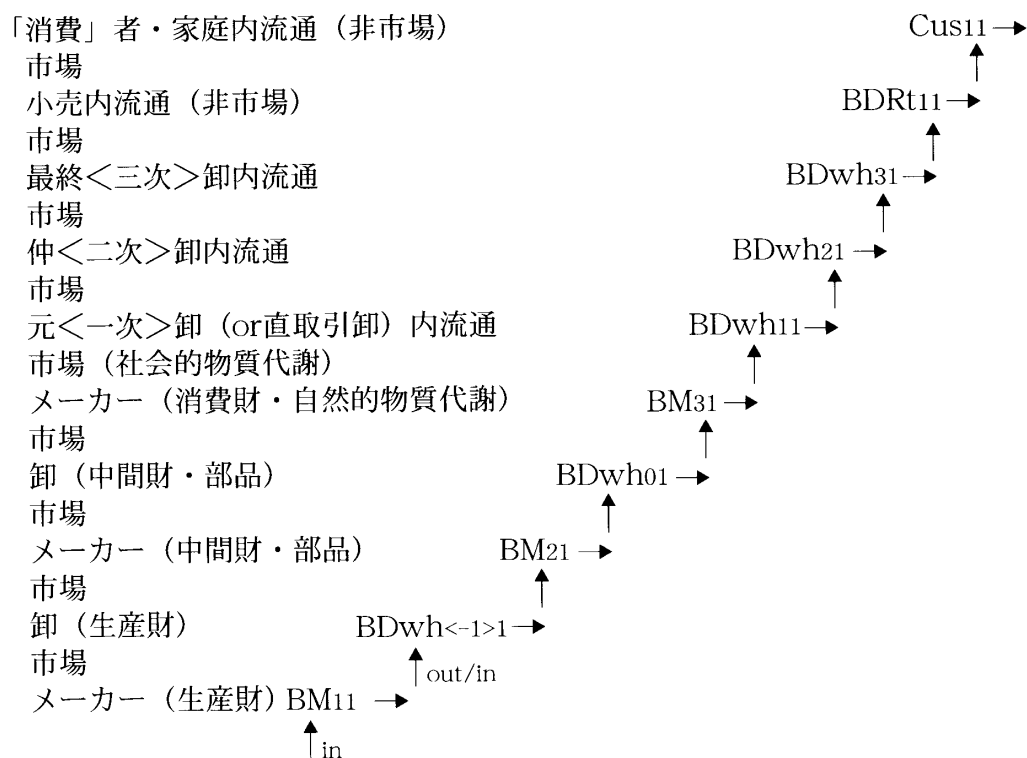 「消費」者・家庭内流通（非市場） Cus11→
市場
小売内流通（非市場） BDRt11→
市場
最終＜三次＞卸内流通 BDwh31→
市場
仲＜二次＞卸内流通 BDwh21→
市場
元＜一次＞卸（or直取引卸）内流通 BDwh11→
市場（社会的物質代謝）
メーカー（消費財・自然的物質代謝） BM31→
市場
卸（中間財・部品） BDwh01→
市場
メーカー（中間財・部品） BM21→
市場
卸（生産財） BDwh<-1>1→
市場 ↑out/in
メーカー（生産財）BM11 →
↑in